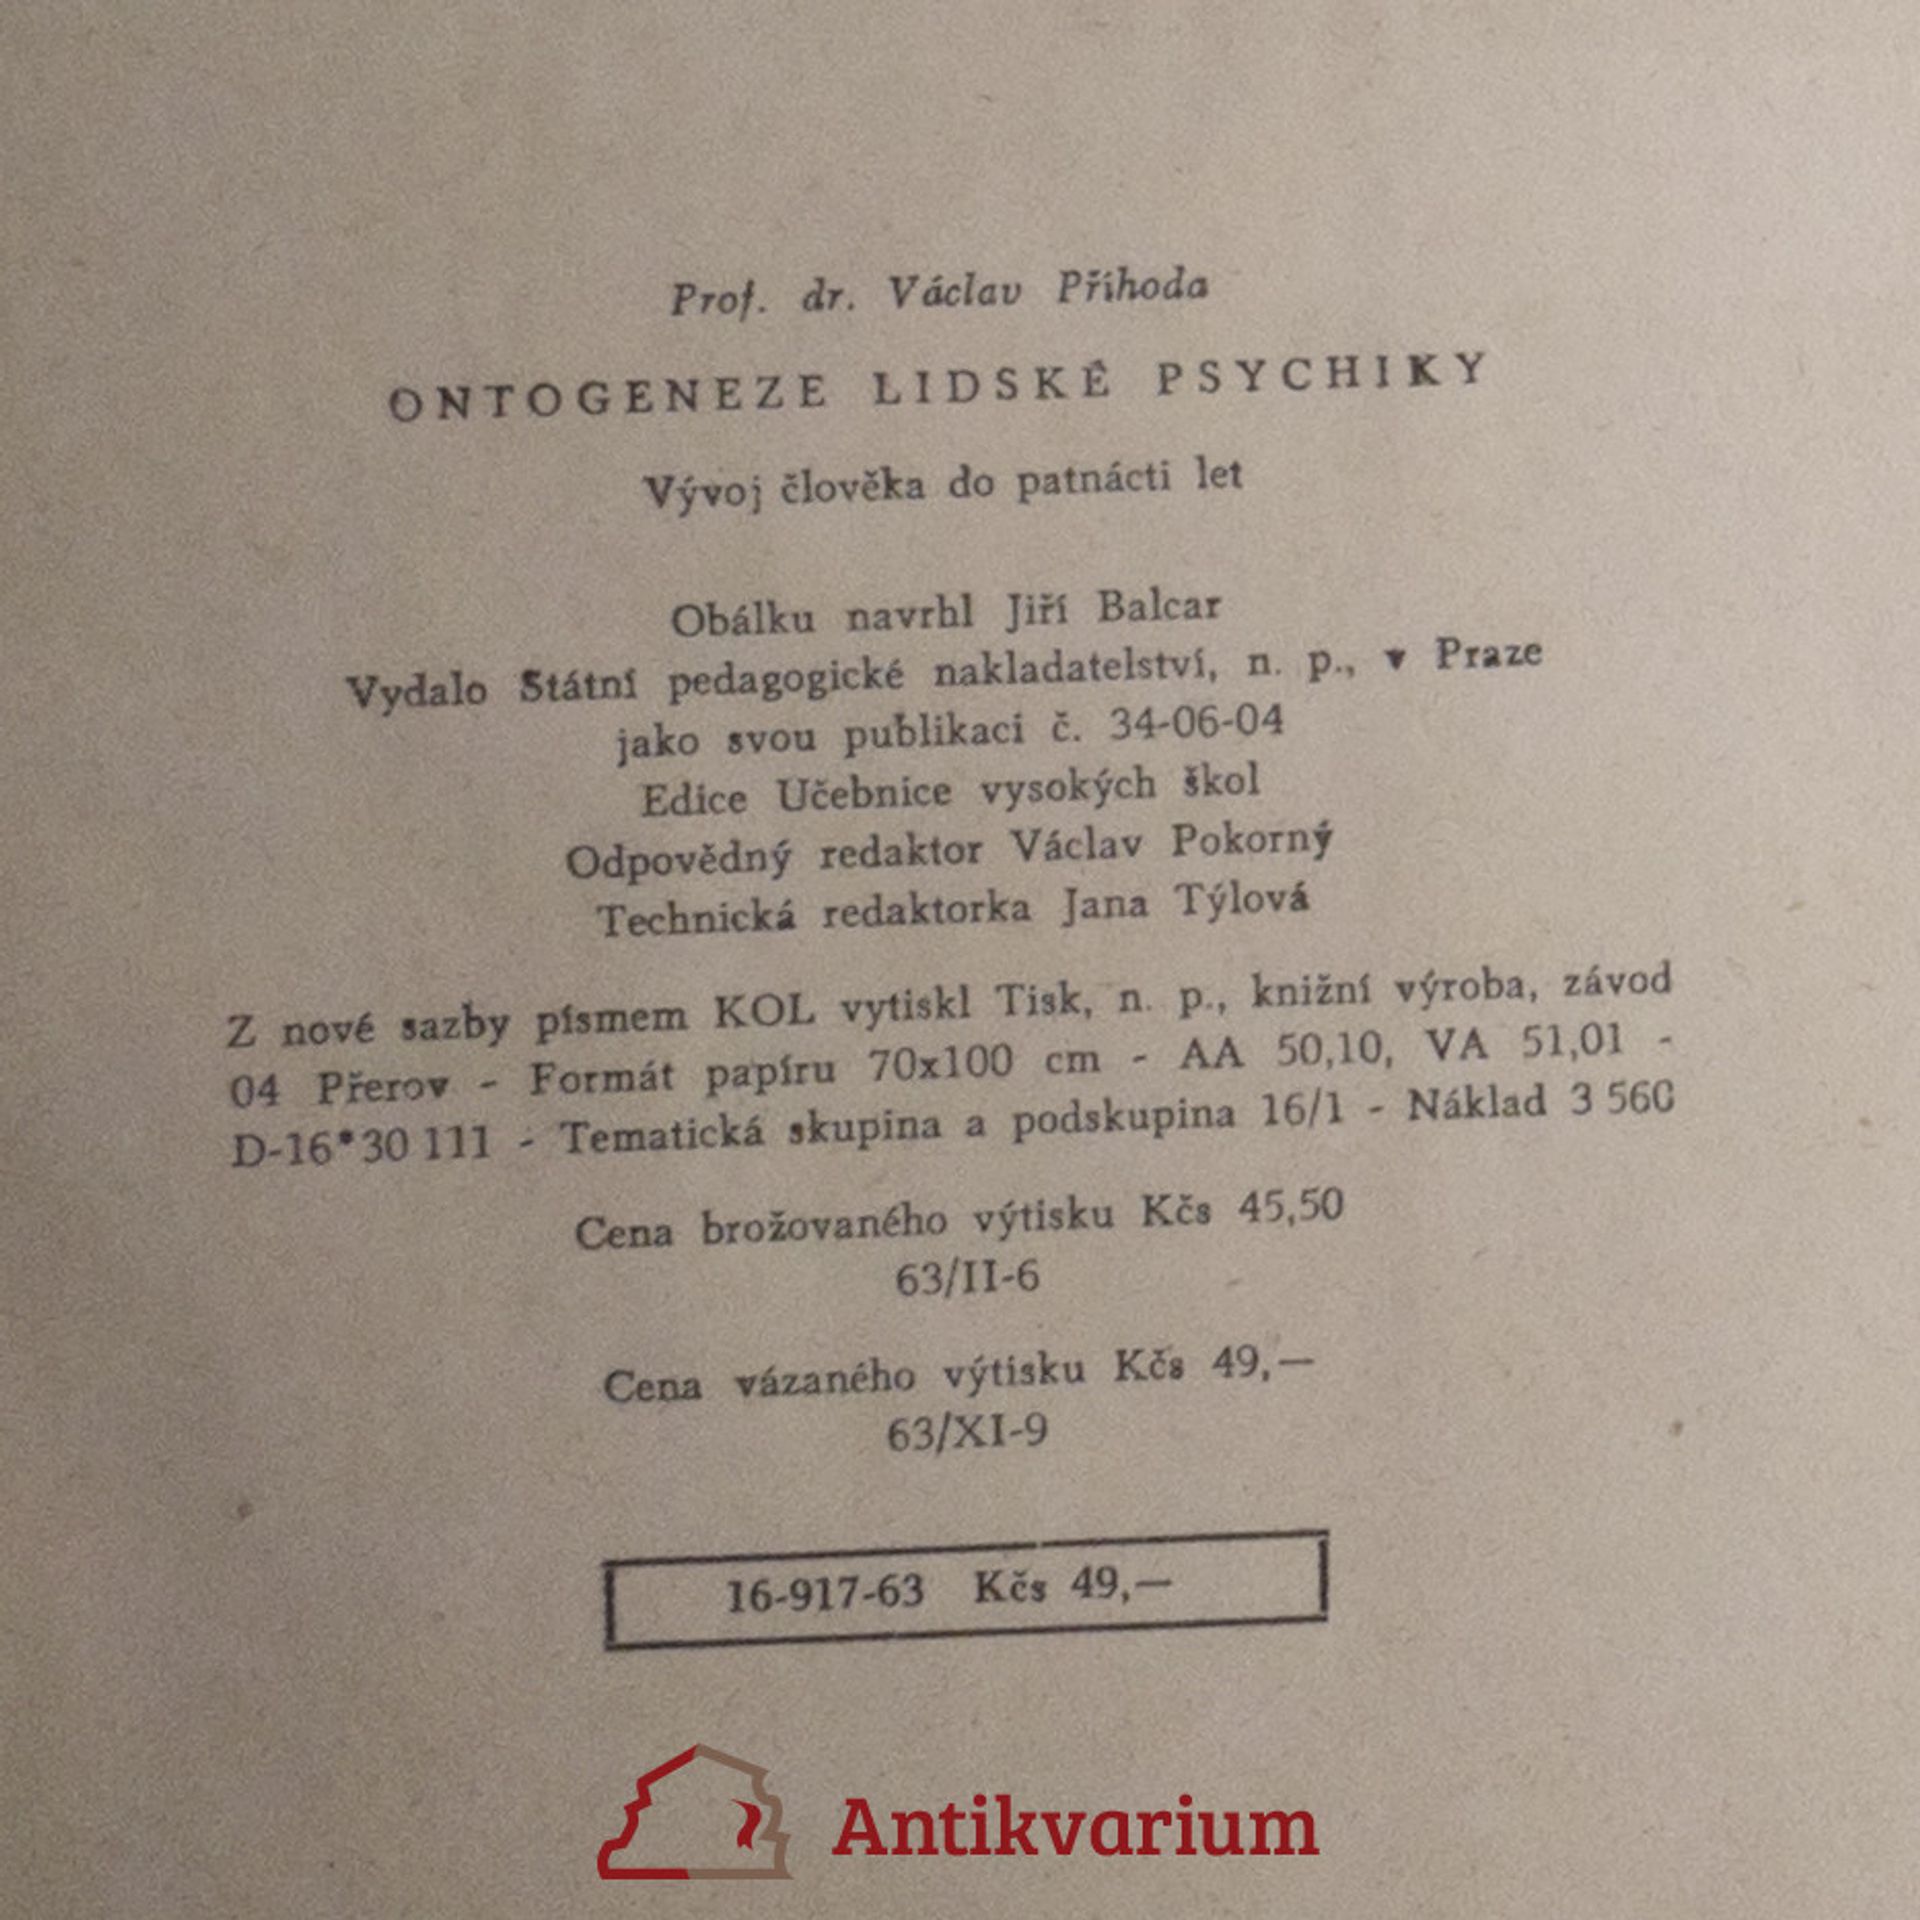 Prof. dr. Václav Příhoda
ONTOGENEZE LIDSKÉ PSYCHIKY
Vývoj člověka do patnácti let
Obálku navrhl Jiří Balcar
Vydalo Státní pedagogické nakladatelství, n. p., v Praze
jako svou publikaci č. 34-06-04
Edice Učebnice vysokých škol
Odpovědný redaktor Václav Pokorný
Technická redaktorka Jana Týlová
Z nové sazby písmem KOL vytiskl Tisk, n. p., knižní výroba, závod
04 Přerov - Formát papíru 70x100 cm - AA 50,10, VA 51,01 -
D-16*30 111 - Tematická skupina a podskupina 16/1 - Náklad 3 560
Cena brožovaného výtisku Kčs 45,50
63/II-6
Cena vázaného výtisku Kčs 49,—
63/XI-9
16-917-63 Kčs 49,—
Antikvarium